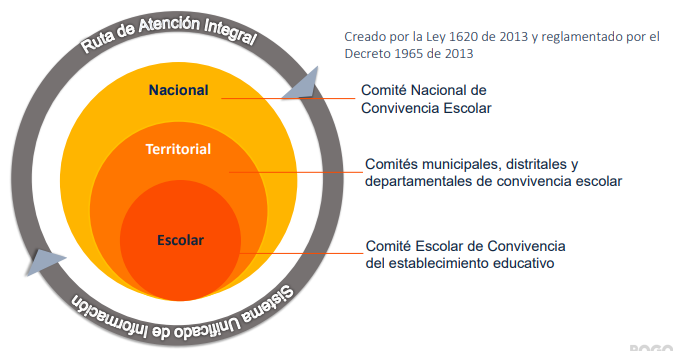 Ruta de Atención Integral
Creado por la Ley 1620 de 2013 y reglamentado por el
Decreto 1965 de 2013
Nacional
Comité Nacional de
Convivencia Escolar
Territorial
Comités municipales, distritales y
departamentales de convivencia escolar
Escolar
Comité Escolar de Convivencia
del establecimiento educativo
Sistema Unificado de Información